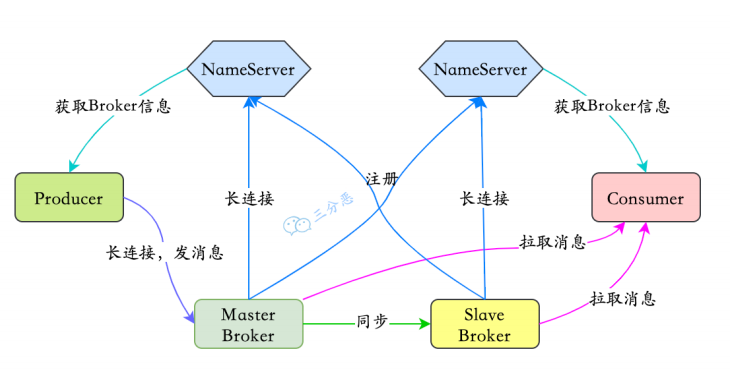 NameServer
NameServer
获取Broker信息
获取Broker信息
Producer
长连接
注册
长连接
Consumer
三分恶
长连接，发消息
拉取消息
拉取消息
Master
Broker
同步
Slave
Broker